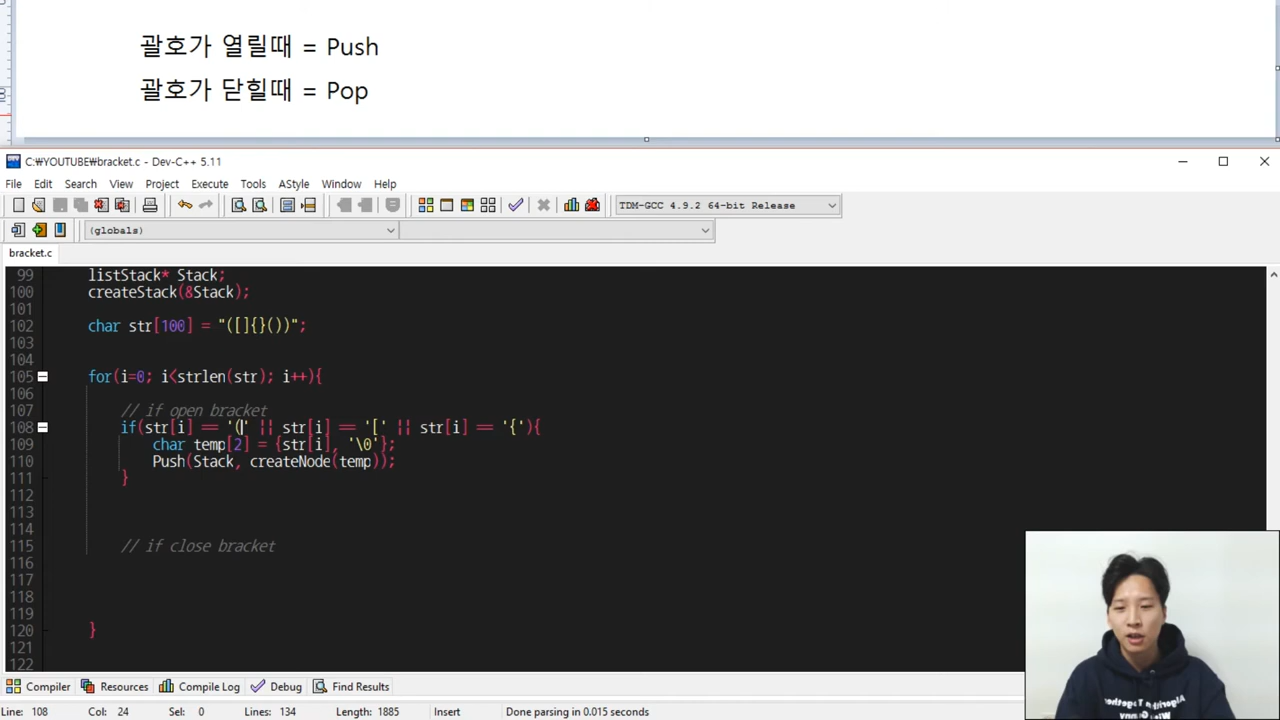 괄호가 열릴때 = Push
괄호가 닫힐때 = Pop
C:₩YOUTUBE₩bracket.c - Dev-C++ 5.11
File Edit Search View Project Execute Tools AStyle Window Help
TDM-GCC 4.9.2 64-bit Release
(globals)
bracket.c
99 listStack* Stack;
100 createStack(&Stack);
101
102 char str[100] = "([]{}())";
103
104
105 for(i=0; i<strlen(str); i++){
106
107 // if open bracket
108 if(str[i] == '(' || str[i] == '[' || str[i] == '{'){
109 char temp[2] = {str[i], '\0'};
110 Push(Stack, createNode(temp));
111 }
112
113
114
115 // if close bracket
116
117
118
119
120 }
121
122
Compiler Resources Compile Log Debug Find Results
Line: 108 Col: 24 Sel: 0 Lines: 134 Length: 1885 Insert Done parsing in 0.015 seconds